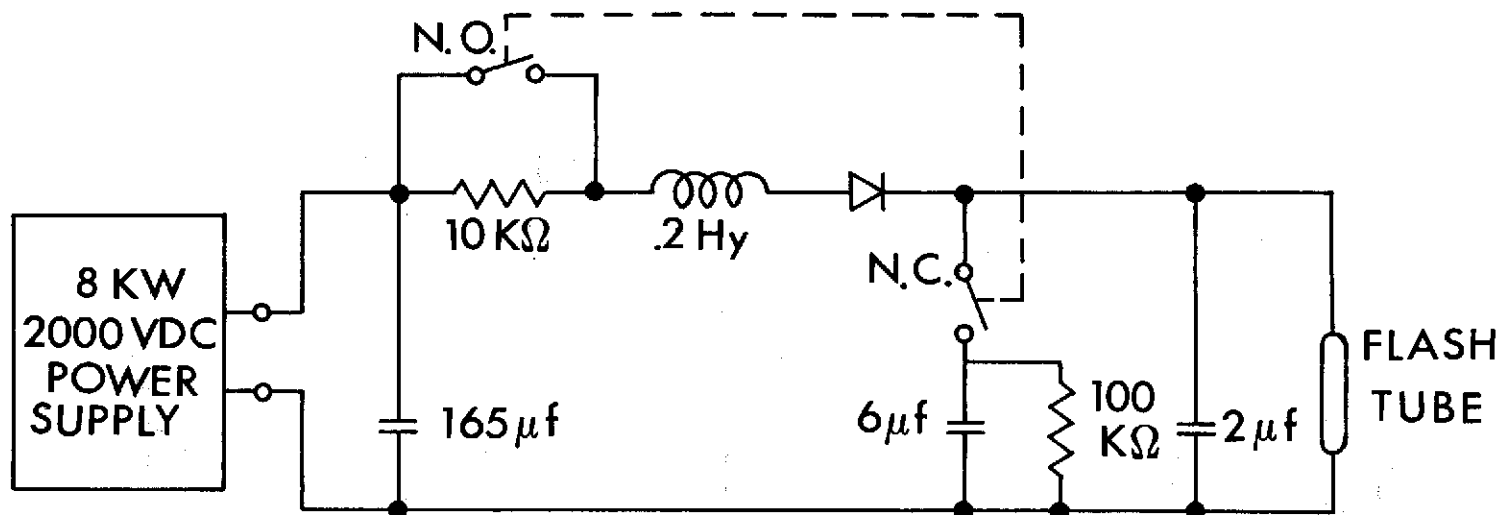 N.O.
10 KΩ
.2 Hy
N.C.
8 KW
2000 VDC
POWER
SUPPLY
165 μf
6 μf
100
KΩ
2 μf
FLASH
TUBE